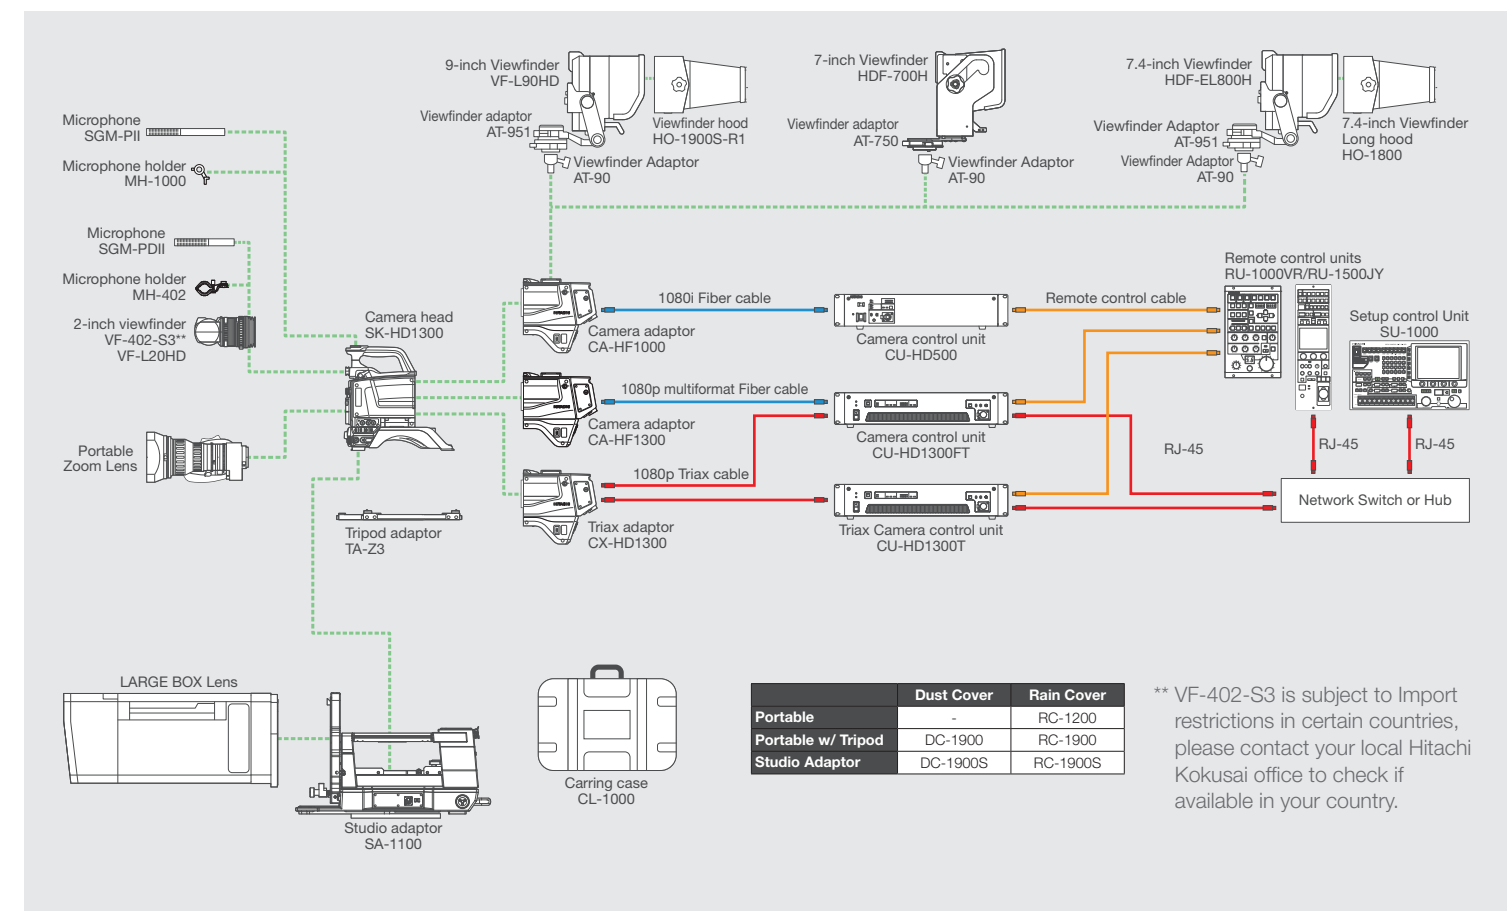 9-inch Viewfinder
VF-L90HD
Viewfinder adaptor
AT-951
Viewfinder hood
HO-1900S-R1
Viewfinder Adaptor
AT-90
7-inch Viewfinder
HDF-700H
Viewfinder adaptor
AT-750
Viewfinder Adaptor
AT-90
7.4-inch Viewfinder
HDF-EL800H
Viewfinder Adaptor
AT-951
Viewfinder Adaptor
AT-90
7.4-inch Viewfinder
Long hood
HO-1800
Microphone
SGM-PII
Microphone holder
MH-1000
Microphone
SGM-PDII
Microphone holder
MH-402
2-inch viewfinder
VF-402-S3**
VF-L20HD
Portable
Zoom Lens
Camera head
SK-HD1300
Tripod adaptor
TA-Z3
Camera adaptor
CA-HF1000
Camera adaptor
CA-HF1300
Triax adaptor
CX-HD1300
1080i Fiber cable
1080p multiformat Fiber cable
1080p Triax cable
Camera control unit
CU-HD500
Camera control unit
CU-HD1300FT
Triax Camera control unit
CU-HD1300T
Remote control cable
Remote control units
RU-1000VR/RU-1500JY
Setup control Unit
SU-1000
RJ-45
RJ-45
RJ-45
Network Switch or Hub
LARGE BOX Lens
Studio adaptor
SA-1100
Carring case
CL-1000
Dust Cover Rain Cover
Portable - RC-1200
Portable w/ Tripod DC-1900 RC-1900
Studio Adaptor DC-1900S RC-1900S
** VF-402-S3 is subject to Import
restrictions in certain countries,
please contact your local Hitachi
Kokusai office to check if
available in your country.